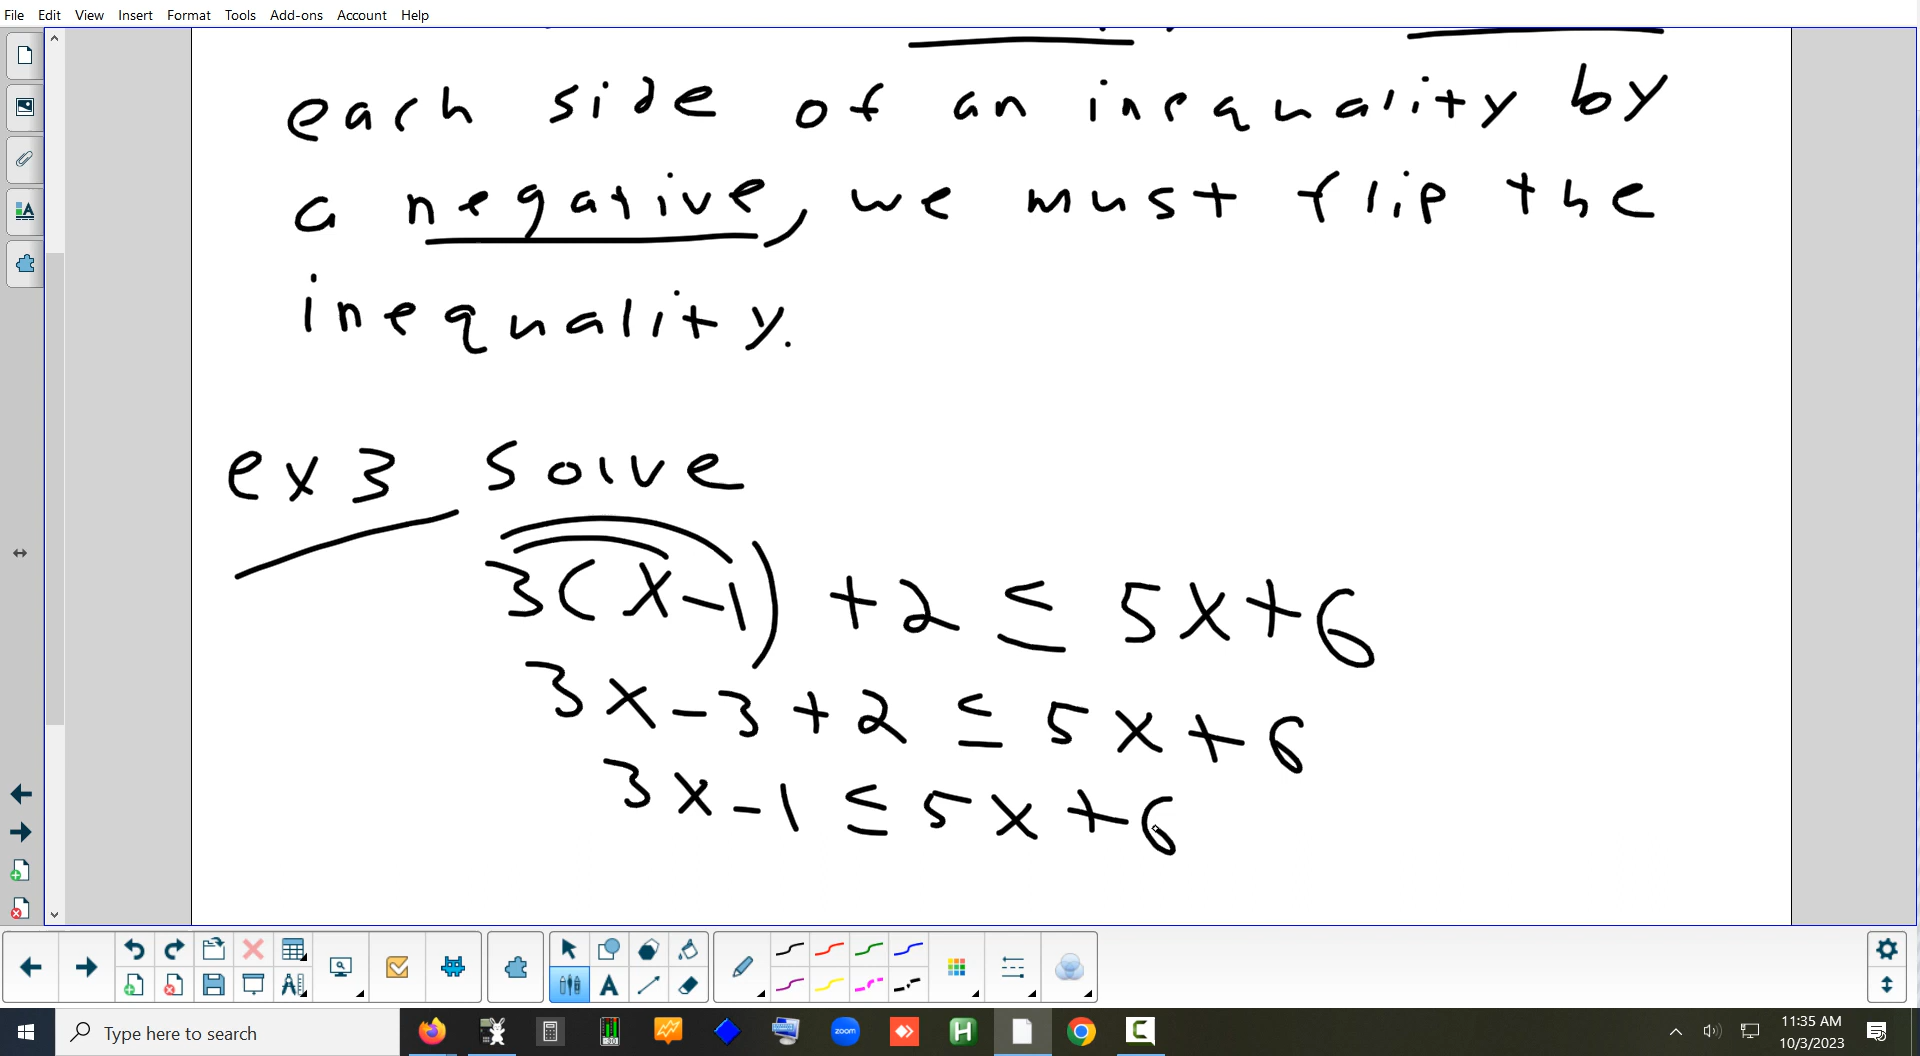 File Edit View Insert Format Tools Add-ons Account Help
each side of an inequality by
a negative, we must flip the
inequality.
ex 3 solve
3(x-1) +2 ≤ 5x+6
3x-3+2 ≤ 5x+6
3x-1 ≤ 5x+6
Type here to search
zoom
11:35 AM
10/3/2023